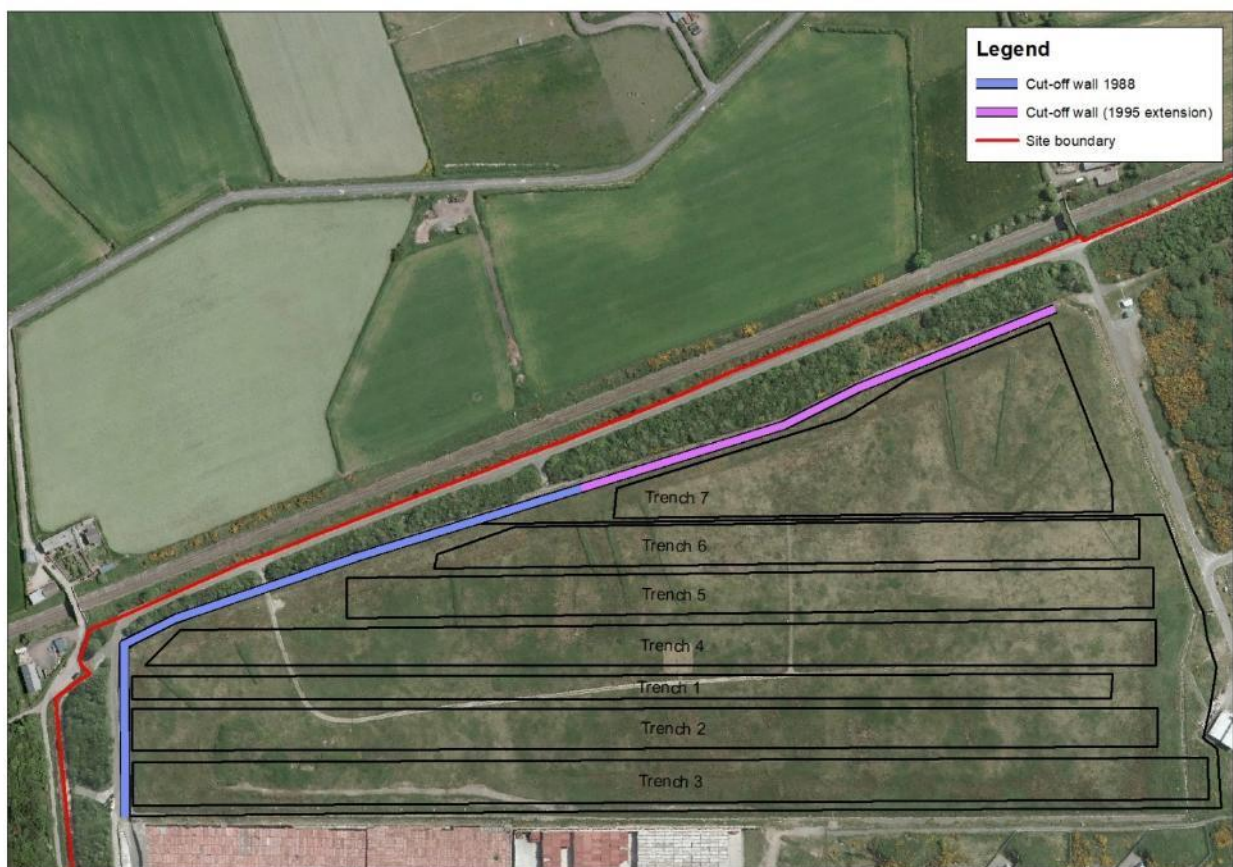 Legend
Cut-off wall 1988
Cut-off wall (1995 extension)
Site boundary
Trench 7
Trench 6
Trench 5
Trench 4
Trench 1
Trench 2
Trench 3